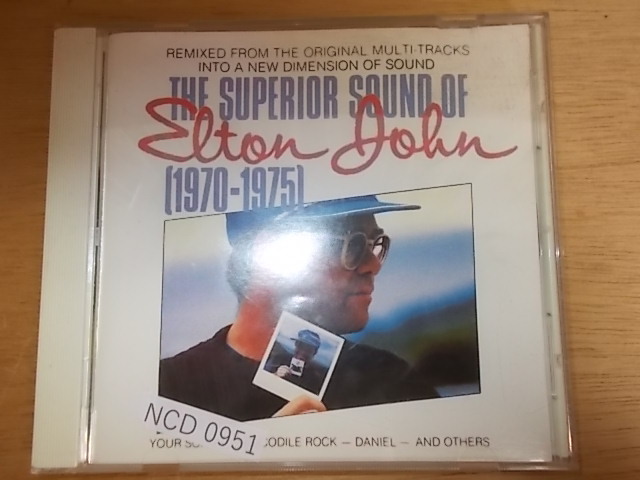 REMIXED FROM THE ORIGINAL MULTI-TRACKS
INTO A NEW DIMENSION OF SOUND
THE SUPERIOR SOUND OF
Elton John
(1970-1975)
NCD 0951
YOUR ODILE ROCK — DANIEL — AND OTHERS